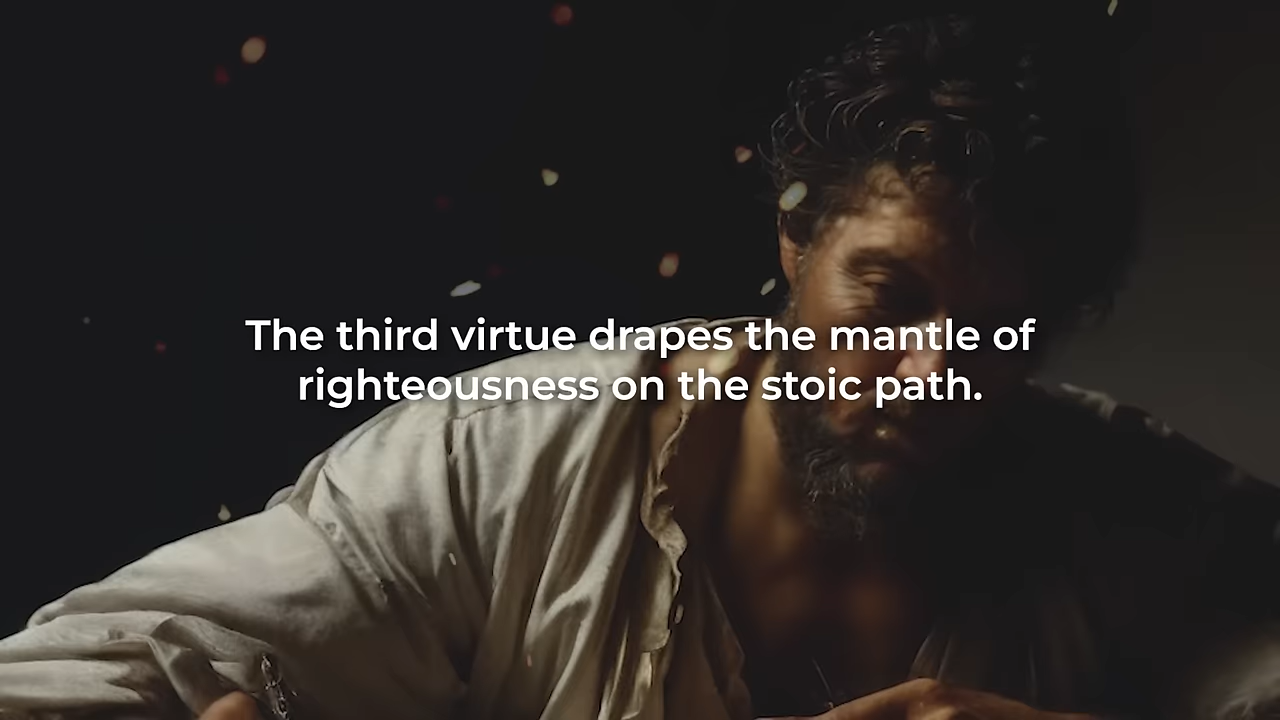 The third virtue drapes the mantle of
righteousness on the stoic path.